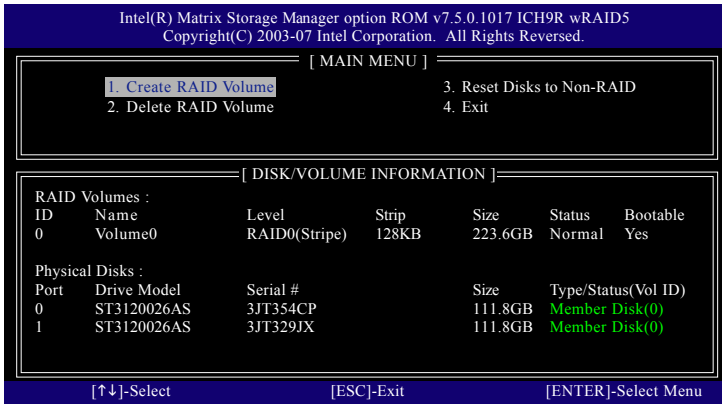 Intel(R) Matrix Storage Manager option ROM v7.5.0.1017 ICH9R wRAID5
Copyright(C) 2003-07 Intel Corporation. All Rights Reversed.
[ MAIN MENU ]
1. Create RAID Volume 3. Reset Disks to Non-RAID
2. Delete RAID Volume 4. Exit
[ DISK/VOLUME INFORMATION ]
RAID Volumes :
ID Name Level Strip Size Status Bootable
0 Volume0 RAID0(Stripe) 128KB 223.6GB Normal Yes
Physical Disks :
Port Drive Model Serial # Size Type/Status(Vol ID)
0 ST3120026AS 3JT354CP 111.8GB Member Disk(0)
1 ST3120026AS 3JT329JX 111.8GB Member Disk(0)
[↑↓]-Select [ESC]-Exit [ENTER]-Select Menu